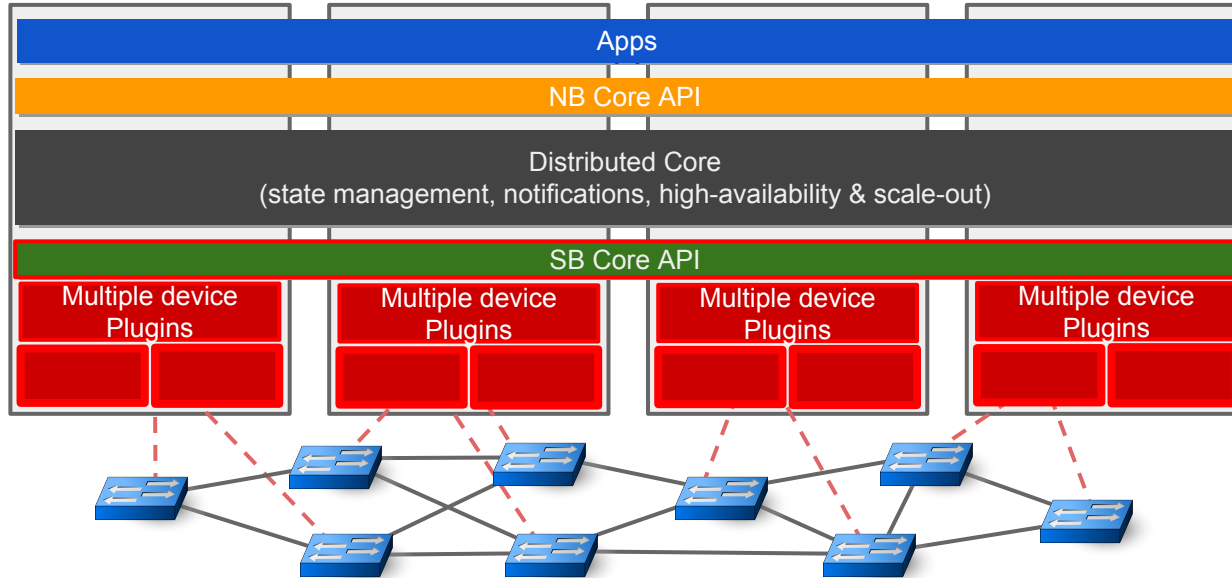 Apps
NB Core API
Distributed Core
(state management, notifications, high-availability & scale-out)
SB Core API
Multiple device
Plugins
Multiple device
Plugins
Multiple device
Plugins
Multiple device
Plugins